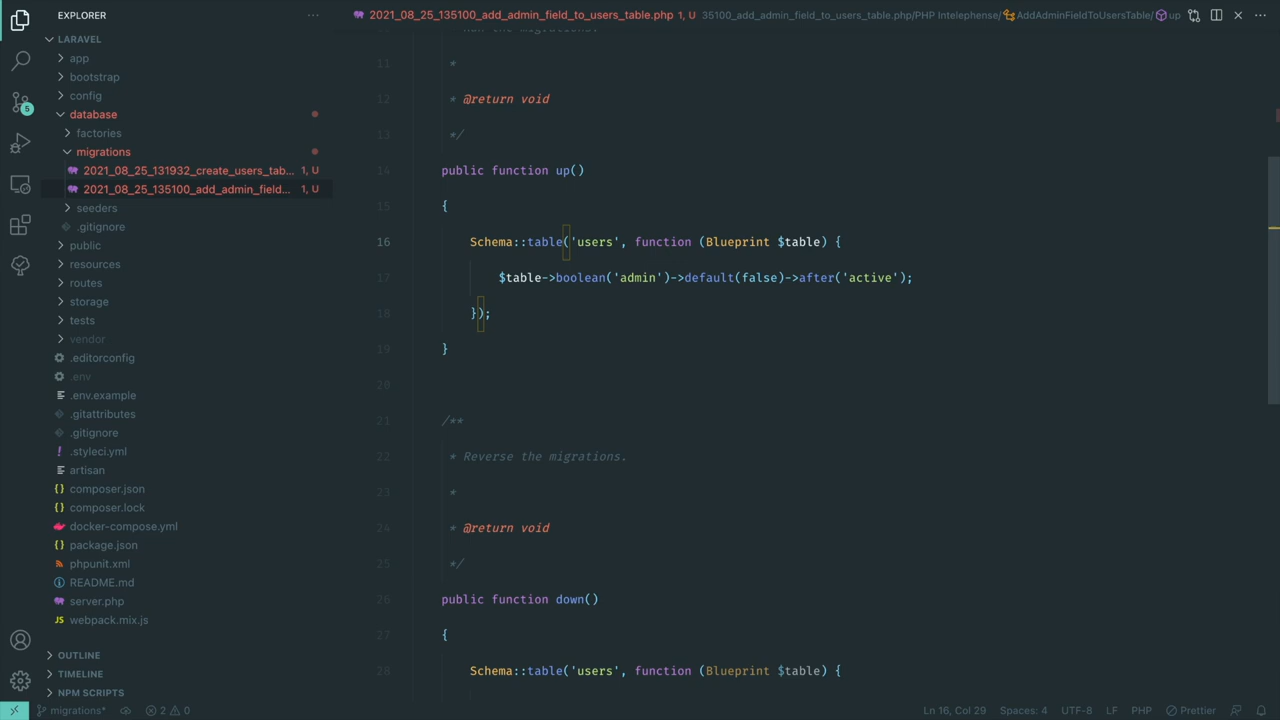 EXPLORER
LARAVEL
app
bootstrap
config
database
factories
migrations
2021_08_25_131932_create_users_tab... 1, U
2021_08_25_135100_add_admin_field... 1, U
seeders
.gitignore
public
resources
routes
storage
tests
vendor
.editorconfig
.env
.env.example
.gitattributes
.gitignore
.styleci.yml
artisan
composer.json
composer.lock
docker-compose.yml
package.json
phpunit.xml
README.md
server.php
JS webpack.mix.js
OUTLINE
TIMELINE
NPM SCRIPTS
5
2021_08_25_135100_add_admin_field_to_users_table.php 1, U 35100_add_admin_field_to_users_table.php/PHP Intelephense/ AddAdminFieldToUsersTable/ up
11 *
12 * @return void
13 */
14 public function up()
15 {
16 Schema::table('users', function (Blueprint $table) {
17 $table->boolean('admin')->default(false)->after('active');
18 });
19 }
20
21 /**
22 * Reverse the migrations.
23 *
24 * @return void
25 */
26 public function down()
27 {
28 Schema::table('users', function (Blueprint $table) {
migrations* 2 0 Ln 16, Col 29 Spaces: 4 UTF-8 LF PHP Prettier